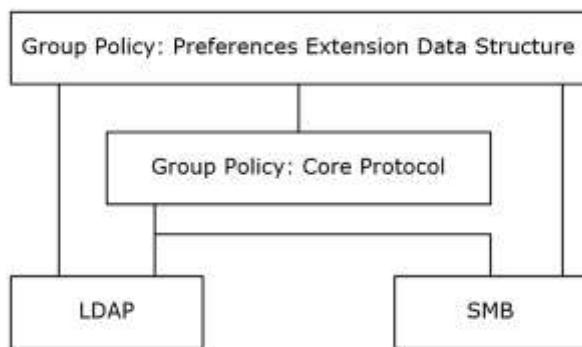 Group Policy: Preferences Extension Data Structure
Group Policy: Core Protocol
LDAP
SMB